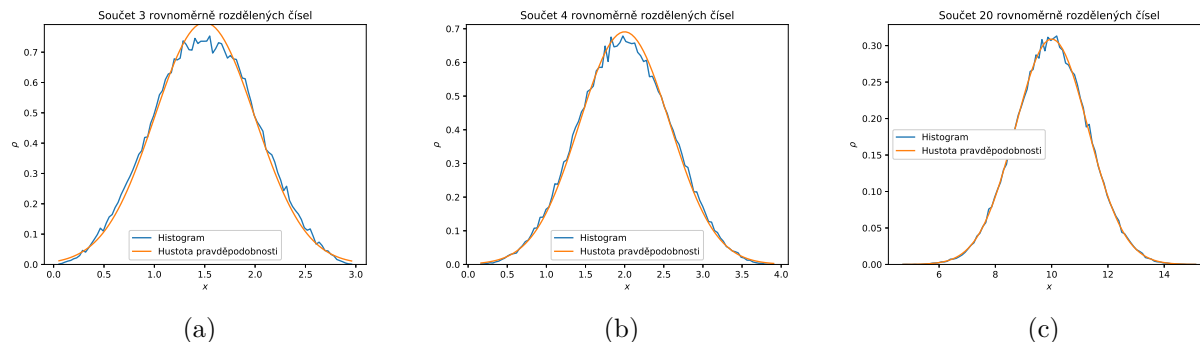 Součet 3 rovnoměrně rozdělených čísel
ρ
0.7
0.6
0.5
0.4
0.3
0.2
0.1
0.0
Histogram
Hustota pravděpodobnosti
0.0 0.5 1.0 1.5 2.0 2.5 3.0
x
(a)
Součet 4 rovnoměrně rozdělených čísel
ρ
0.7
0.6
0.5
0.4
0.3
0.2
0.1
0.0
Histogram
Hustota pravděpodobnosti
0.0 0.5 1.0 1.5 2.0 2.5 3.0 3.5 4.0
x
(b)
Součet 20 rovnoměrně rozdělených čísel
ρ
0.30
0.25
0.20
0.15
0.10
0.05
0.00
Histogram
Hustota pravděpodobnosti
6 8 10 12 14
x
(c)